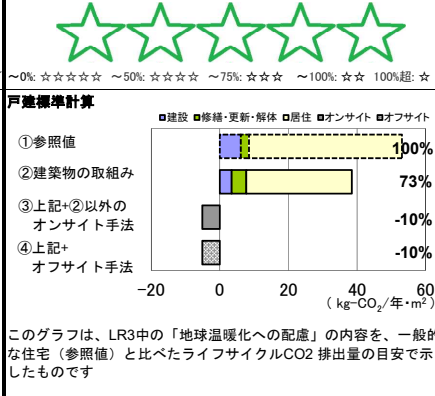 ～0%: ☆☆☆☆☆ ～50%: ☆☆☆☆ ～75%: ☆☆☆ ～100%: ☆☆ 100%超: ☆
戸建標準計算
■建設 ■修繕・更新・解体 □居住 ■オンサイト ■オフサイト
①参照値 100%
②建築物の取組み 73%
③上記+②以外の
オンサイト手法 -10%
④上記+
オフサイト手法 -10%
-20 0 20 40 60
( kg-CO₂/年・m² )
このグラフは、LR3中の「地球温暖化への配慮」の内容を、一般的
な住宅（参照値）と比べたライフサイクルCO2 排出量の目安で示
したものです